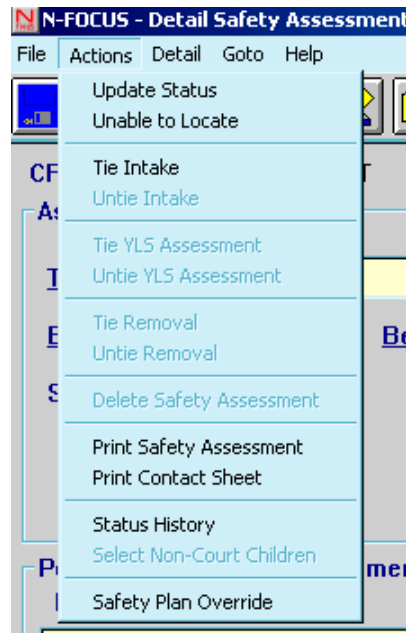 N-FOCUS - Detail Safety Assessment
File Actions Detail Goto Help
Update Status
Unable to Locate
Tie Intake
Untie Intake
Tie YLS Assessment
Untie YLS Assessment
Tie Removal
Untie Removal
Delete Safety Assessment
Print Safety Assessment
Print Contact Sheet
Status History
Select Non-Court Children
Safety Plan Override